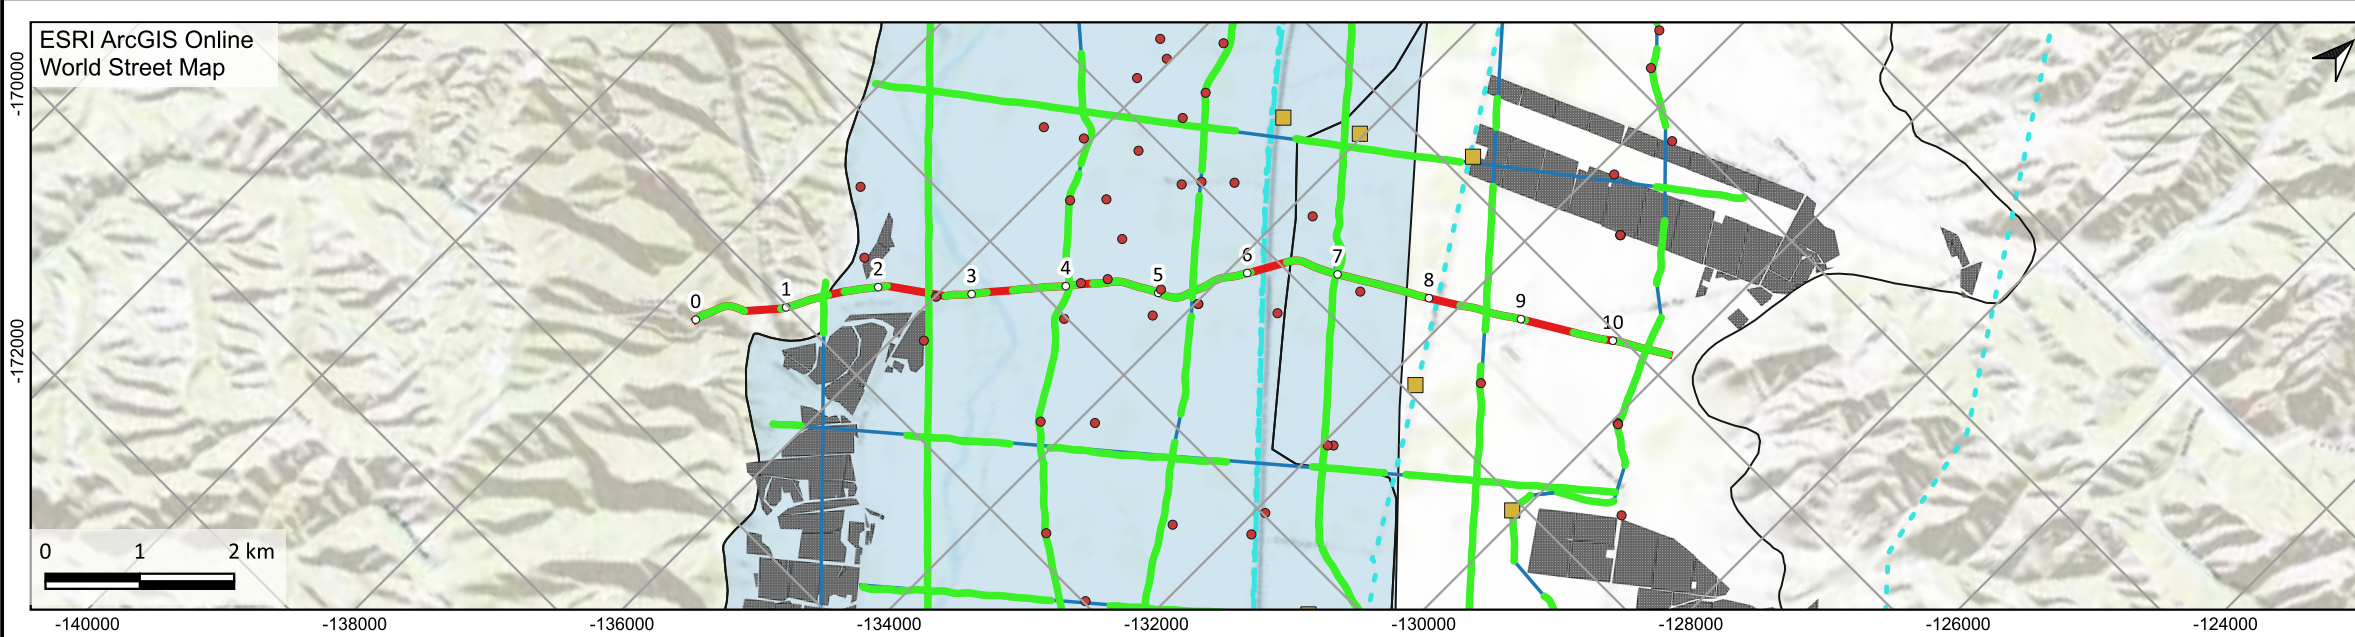 ESRI ArcGIS Online
World Street Map
-170000
-172000
0 1 2 3 4 5 6 7 8 9 10
0 1 2 km
-140000 -138000 -136000 -134000 -132000 -130000 -128000 -126000 -124000